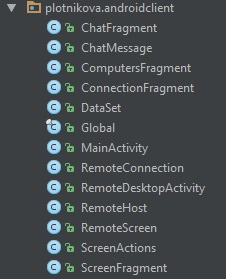 plotnikova.androidclient
ChatFragment
ChatMessage
ComputersFragment
ConnectionFragment
DataSet
Global
MainActivity
RemoteConnection
RemoteDesktopActivity
RemoteHost
RemoteScreen
ScreenActions
ScreenFragment